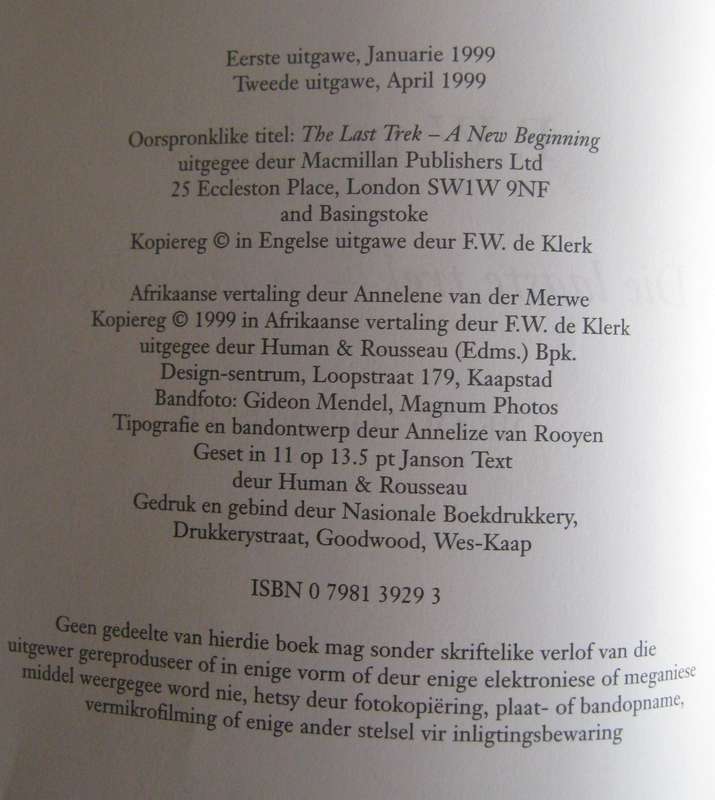 Eerste uitgawe, Januarie 1999
Tweede uitgawe, April 1999
Oorspronklike titel: The Last Trek – A New Beginning
uitgegee deur Macmillan Publishers Ltd
25 Eccleston Place, London SW1W 9NF
and Basingstoke
Kopiereg © in Engelse uitgawe deur F.W. de Klerk
Afrikaanse vertaling deur Annelene van der Merwe
Kopiereg © 1999 in Afrikaanse vertaling deur F.W. de Klerk
uitgegee deur Human & Rousseau (Edms.) Bpk.
Design-sentrum, Loopstraat 179, Kaapstad
Bandfoto: Gideon Mendel, Magnum Photos
Tipografie en bandontwerp deur Annelize van Rooyen
Geset in 11 op 13.5 pt Janson Text
deur Human & Rousseau
Gedruk en gebind deur Nasionale Boekdrukkery,
Drukkerystraat, Goodwood, Wes-Kaap
ISBN 0 7981 3929 3
Geen gedeelte van hierdie boek mag sonder skriftelike verlof van die
uitgewer gereproduseer of in enige vorm of deur enige elektroniese of meganiese
middel weergegee word nie, hetsy deur fotokopiëring, plaat- of bandopname,
vermikrofilming of enige ander stelsel vir inligtingsbewaring